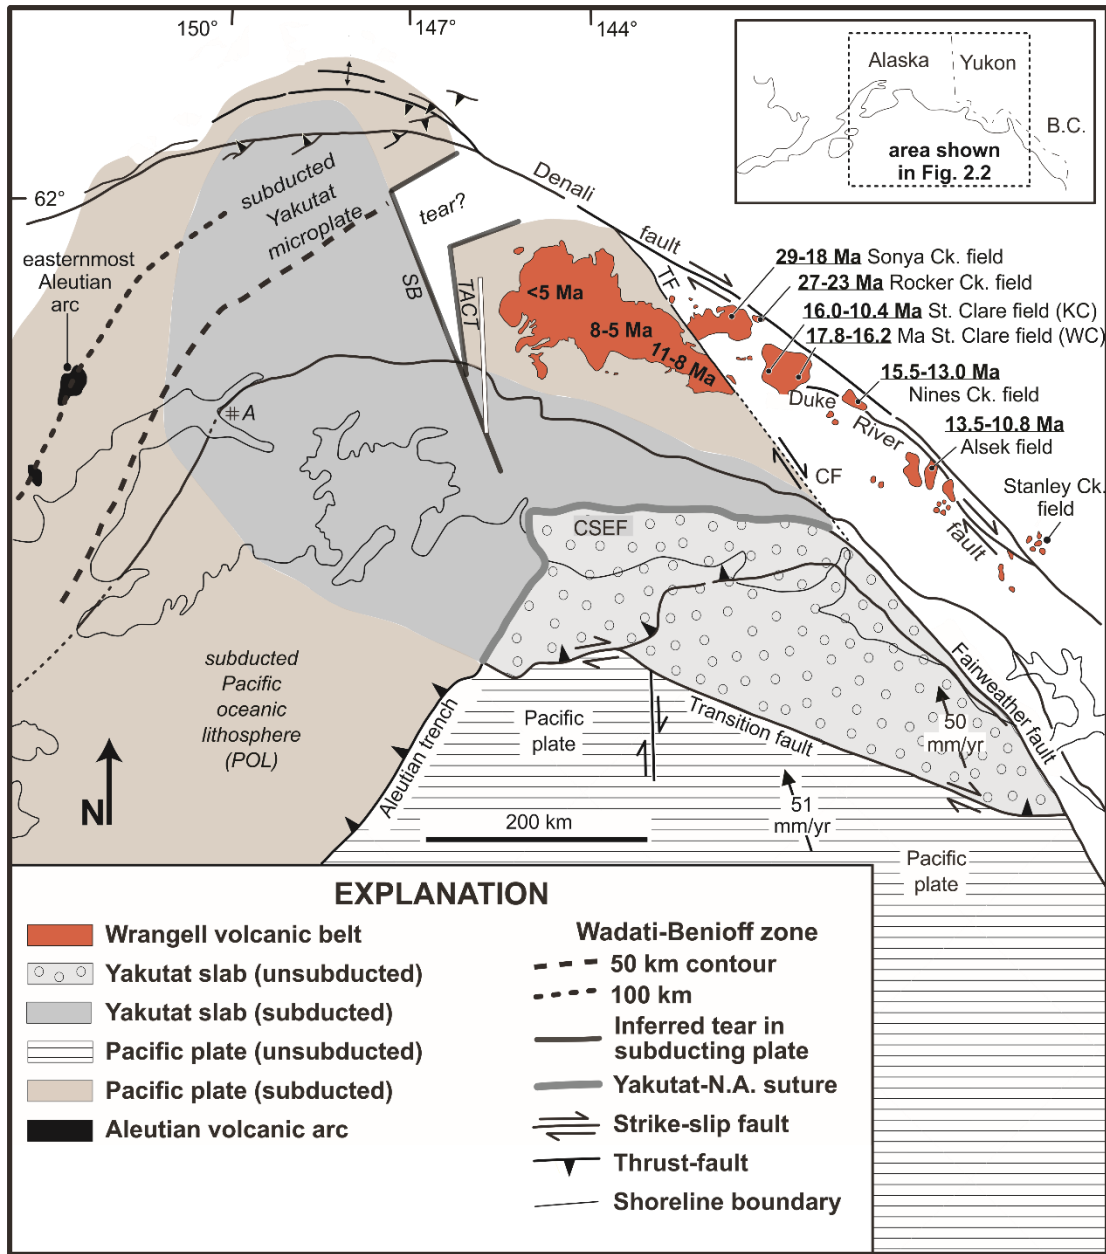 150°
147°
144°
62°
Alaska
Yukon
B.C.
area shown
in Fig. 2.2
subducted
Yakutat
microplate
tear?
Denali
fault
easternmost
Aleutian
arc
SB
TACT
TF
<5 Ma
8-5 Ma
11-8 Ma
29-18 Ma Sonya Ck. field
27-23 Ma Rocker Ck. field
16.0-10.4 Ma St. Clare field (KC)
17.8-16.2 Ma St. Clare field (WC)
15.5-13.0 Ma
Nines Ck. field
13.5-10.8 Ma
Alsek field
Stanley Ck.
field
Duke
River
fault
#A
CF
CSEF
subducted
Pacific
oceanic
lithosphere
(POL)
N
Aleutian trench
Pacific
plate
Transition fault
Fairweather fault
50
mm/yr
51
mm/yr
200 km
Pacific
plate
EXPLANATION
Wrangell volcanic belt
Yakutat slab (unsubducted)
Yakutat slab (subducted)
Pacific plate (unsubducted)
Pacific plate (subducted)
Aleutian volcanic arc
Wadati-Benioff zone
50 km contour
100 km
Inferred tear in
subducting plate
Yakutat-N.A. suture
Strike-slip fault
Thrust-fault
Shoreline boundary